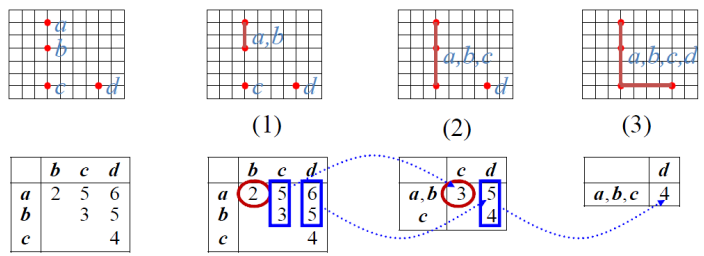 a
b
c d
a,b
c d
a,b,c
d
a,b,c,d
(1) (2) (3)
b c d
a 2 5 6
b 3 5
c 4
b c d
a 2 5 6
b 3 5
c 4
c d
a,b 3 5
c 4
d
a,b,c 4